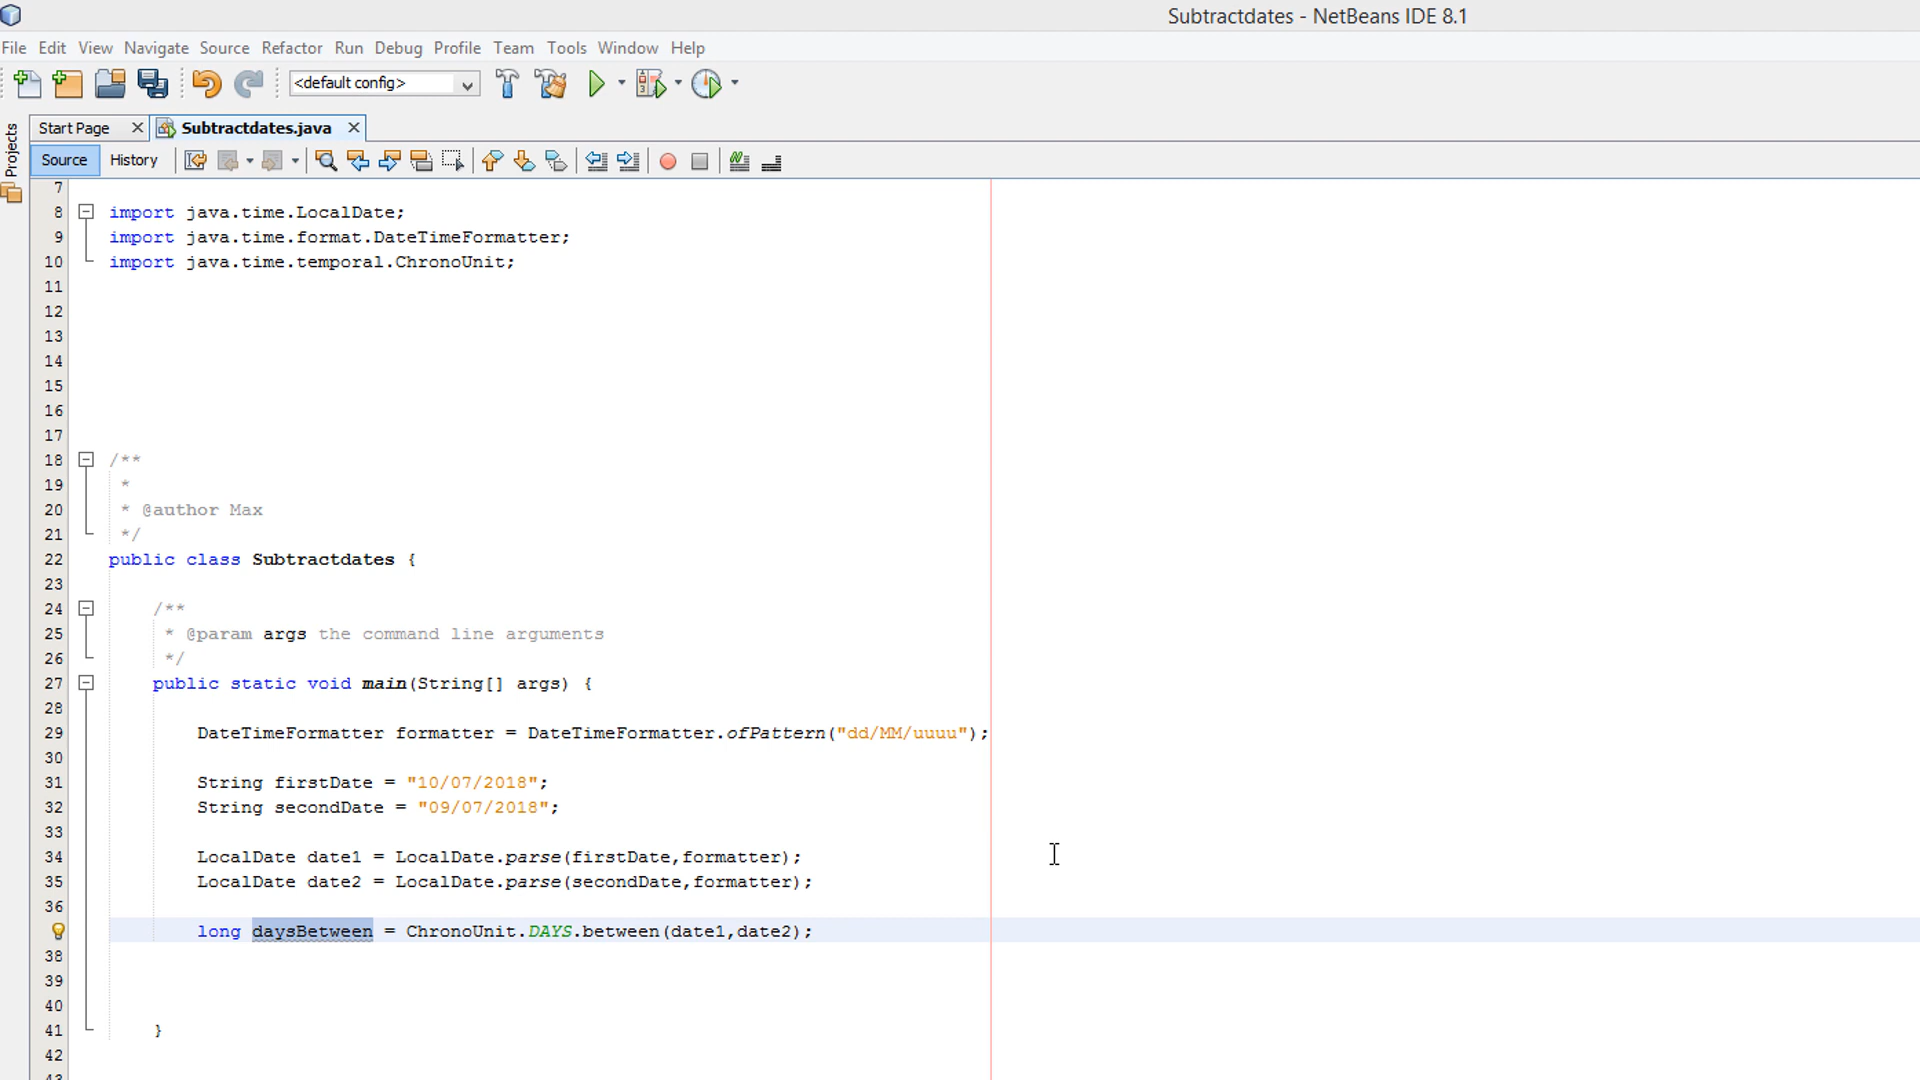 Subtractdates - NetBeans IDE 8.1
File Edit View Navigate Source Refactor Run Debug Profile Team Tools Window Help
<default config>
Projects
Start Page Subtractdates.java
Source History
7
8 import java.time.LocalDate;
9 import java.time.format.DateTimeFormatter;
10 import java.time.temporal.ChronoUnit;
11
12
13
14
15
16
17
18 /**
19 *
20 * @author Max
21 */
22 public class Subtractdates {
23
24 /**
25 * @param args the command line arguments
26 */
27 public static void main(String[] args) {
28
29 DateTimeFormatter formatter = DateTimeFormatter.ofPattern("dd/MM/uuuu");
30
31 String firstDate = "10/07/2018";
32 String secondDate = "09/07/2018";
33
34 LocalDate date1 = LocalDate.parse(firstDate,formatter);
35 LocalDate date2 = LocalDate.parse(secondDate,formatter);
36
long daysBetween = ChronoUnit.DAYS.between(date1,date2);
38
39
40
41 }
42
43